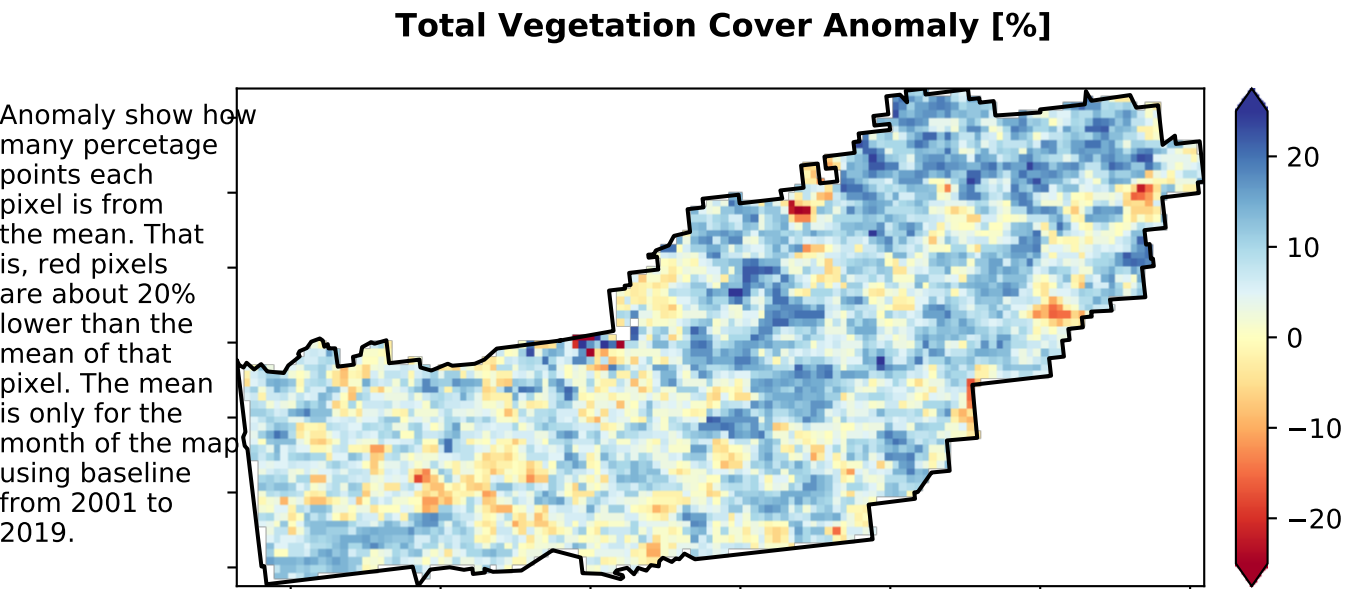 Total Vegetation Cover Anomaly [%]
Anomaly show how
many percetage
points each
pixel is from
the mean. That
is, red pixels
are about 20%
lower than the
mean of that
pixel. The mean
is only for the
month of the map
using baseline
from 2001 to
2019.
20
10
0
−10
−20